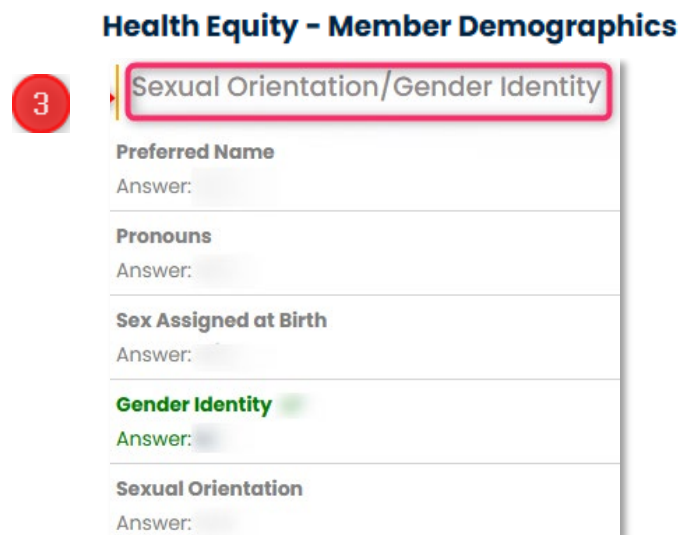 Health Equity - Member Demographics
3
Sexual Orientation/Gender Identity
Preferred Name
Answer:
Pronouns
Answer:
Sex Assigned at Birth
Answer:
Gender Identity
Answer:
Sexual Orientation
Answer: